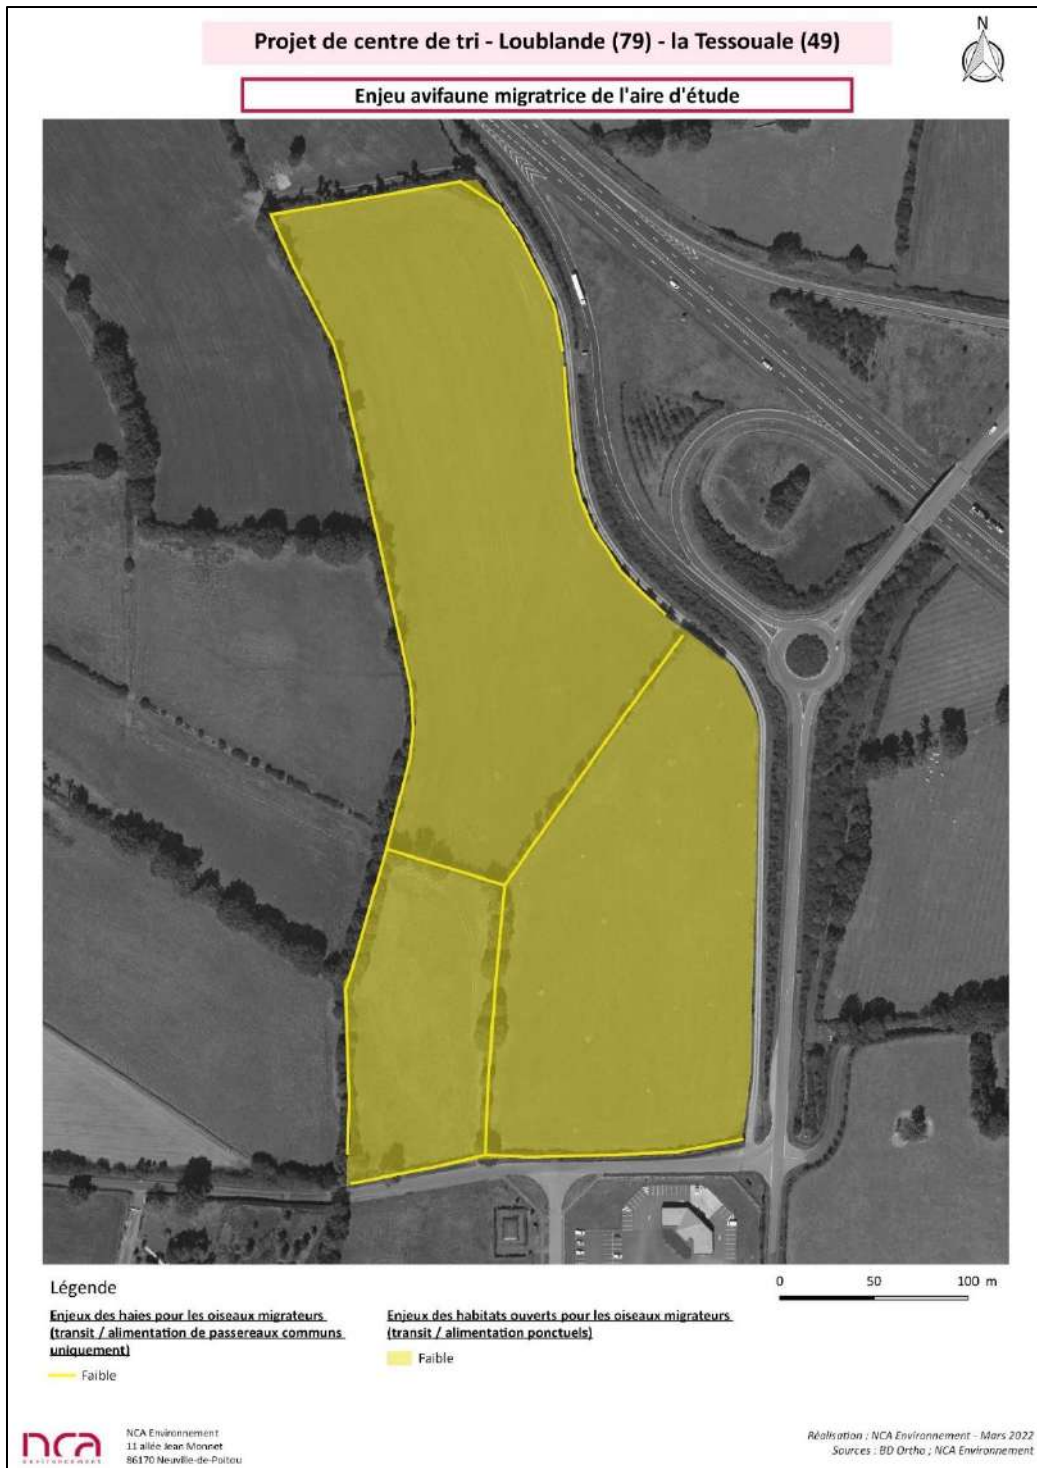 N
Projet de centre de tri - Loublande (79) - la Tessouale (49)
Enjeu avifaune migratrice de l'aire d'étude
Légende
0 50 100 m
Enjeux des haies pour les oiseaux migrateurs
(transit / alimentation de passereaux communs
uniquement)
Faible
Enjeux des habitats ouverts pour les oiseaux migrateurs
(transit / alimentation ponctuels)
Faible
nca
environnement
NCA Environnement
11 allée Jean Monnet
86170 Neuville-de-Poitou
Réalisation : NCA Environnement - Mars 2022
Sources : BD Ortho ; NCA Environnement